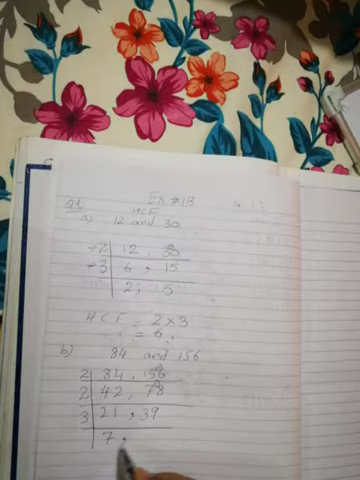 Ex #1B
Q1 HCF
a) 12 and 30
→2 | 12, 30
→3 | 6, 15
2; 5
HCF = 2×3
= 6
b) 84 and 156
2 | 84, 156
2 | 42, 78
3 | 21, 39
7,